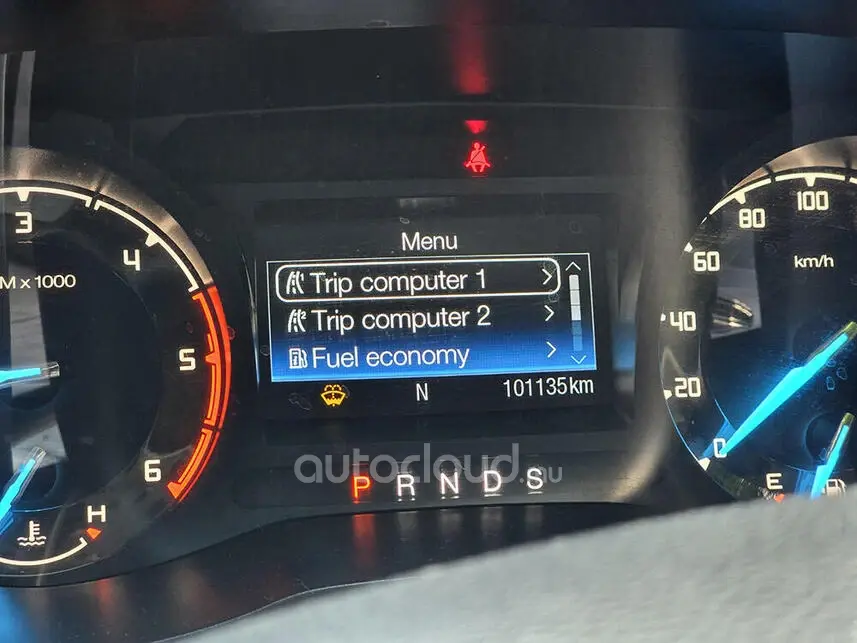 Menu
Trip computer 1
Trip computer 2
Fuel economy
N
101135km
autocloud.mu
P R N D S
3
4
M x 1000
5
6
H
100
80
60
km/h
40
20
0
E